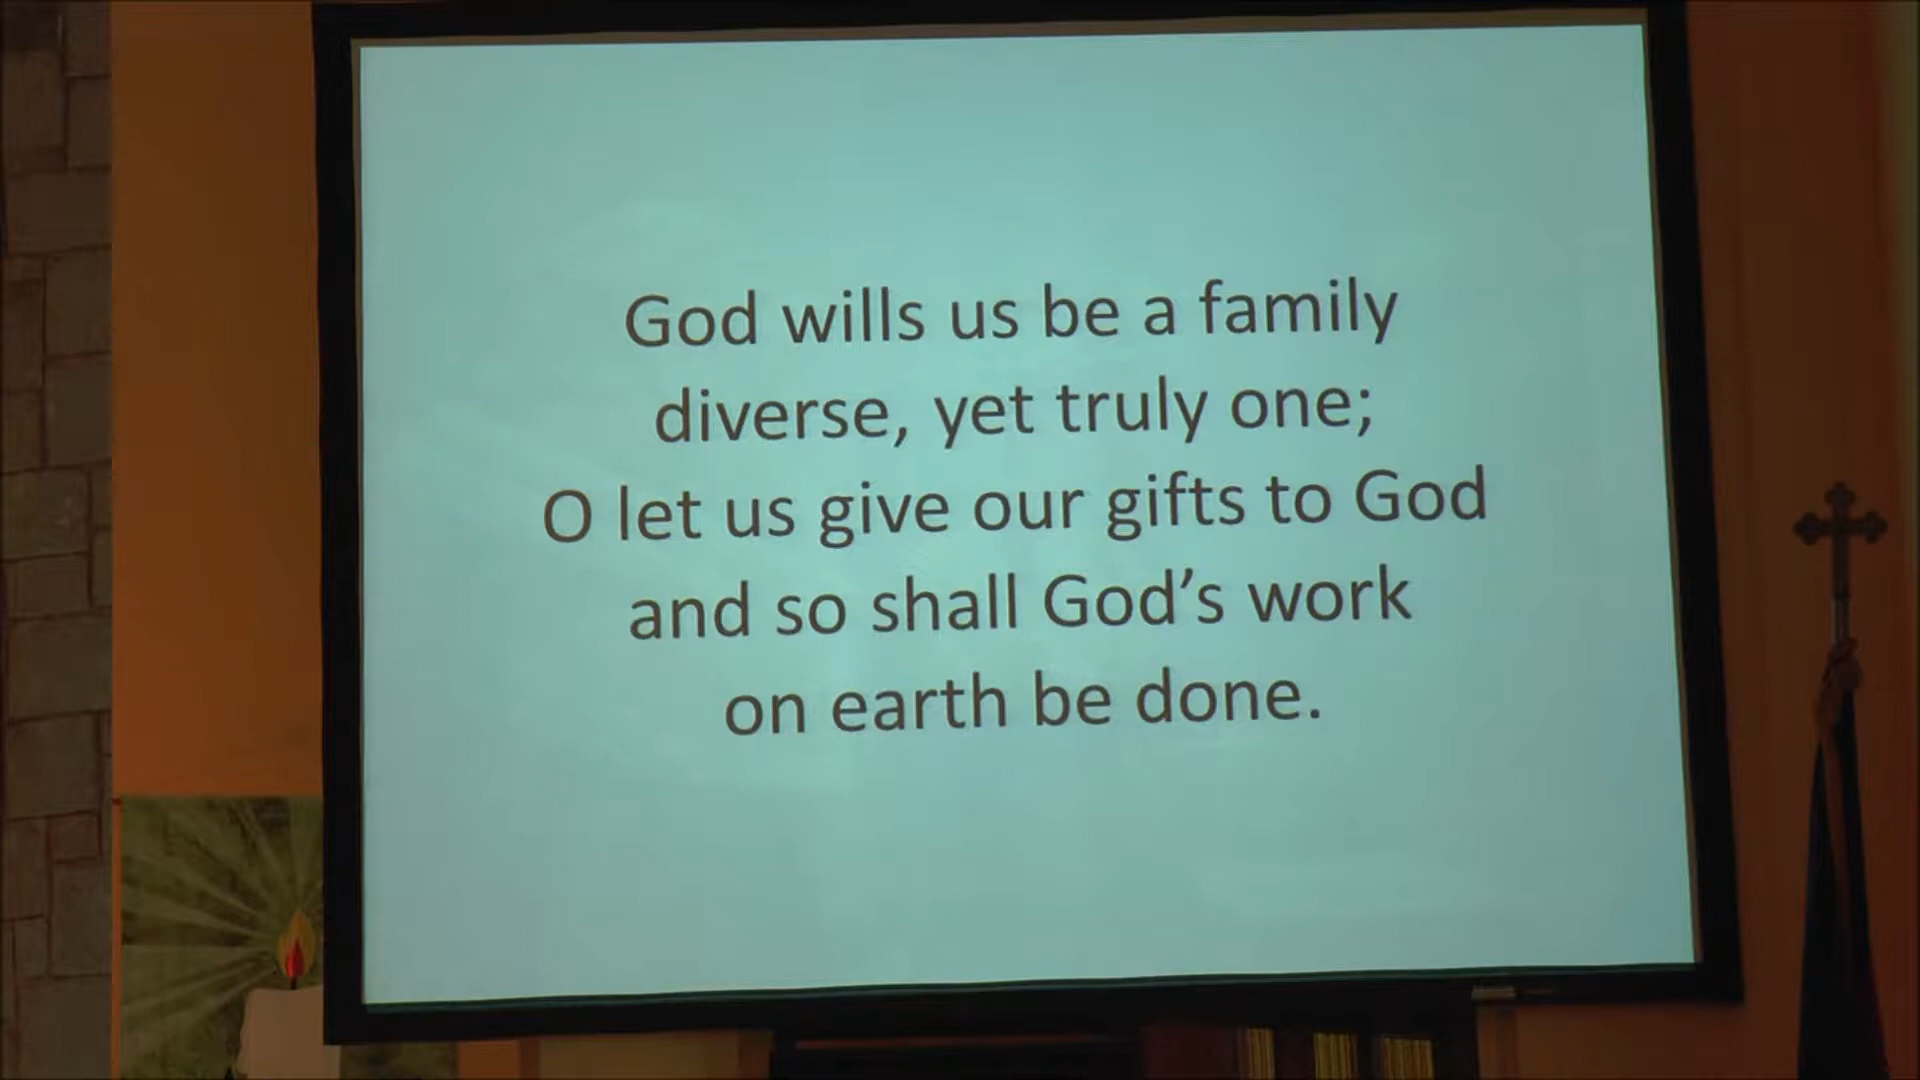 God wills us be a family
diverse, yet truly one;
O let us give our gifts to God
and so shall God’s work
on earth be done.